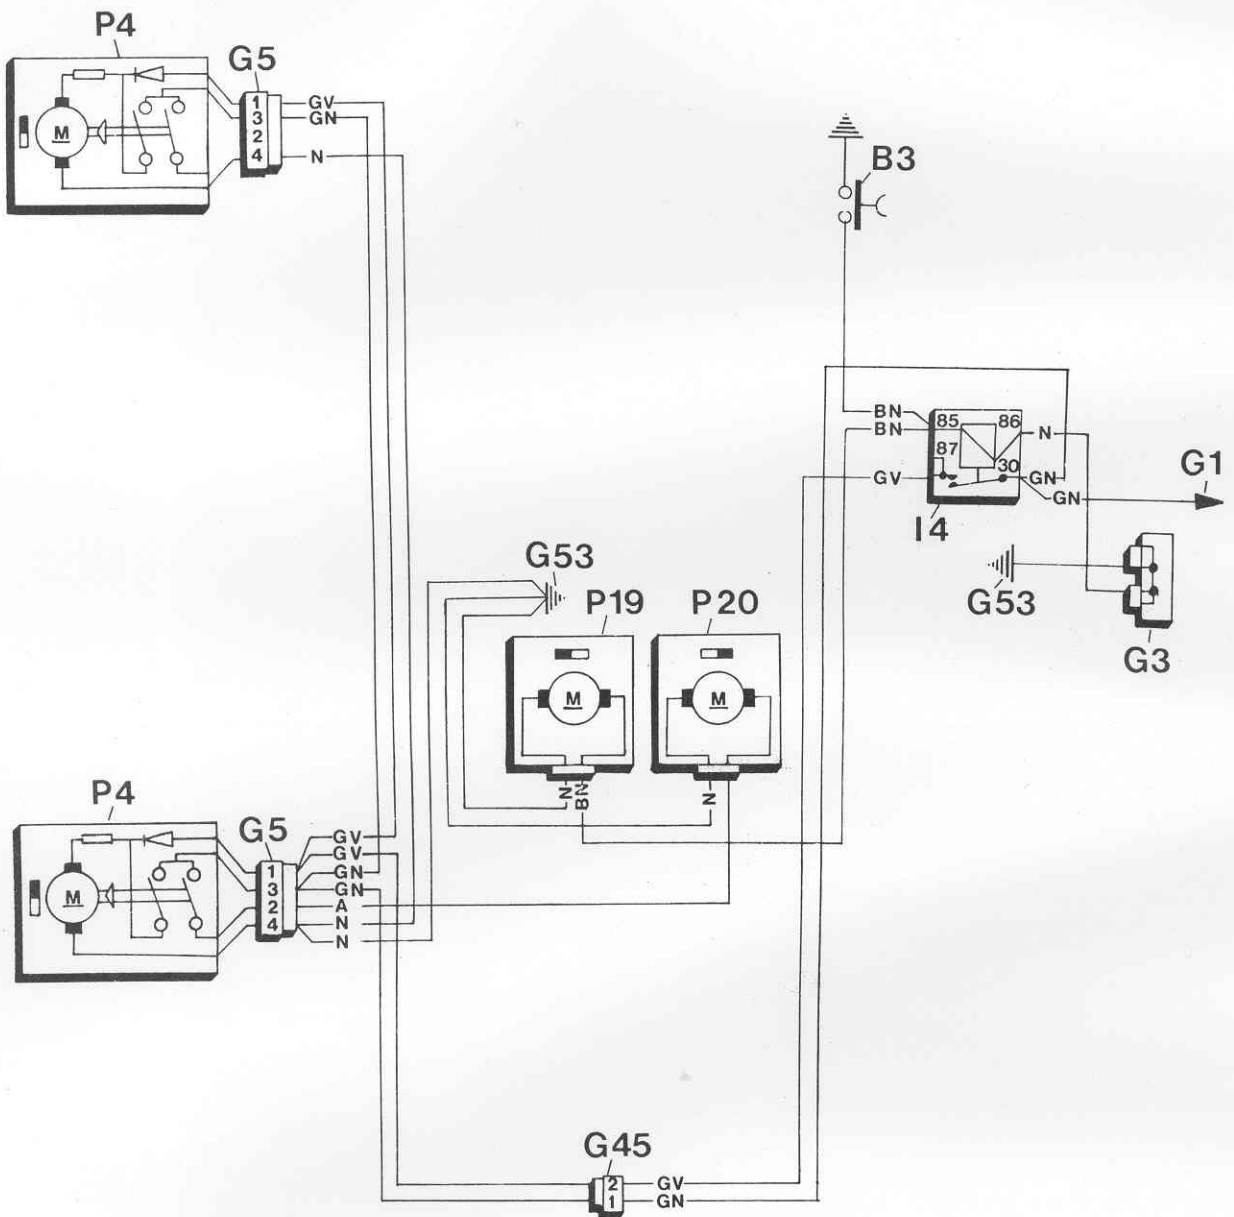 P4
G5
1 GV
3 GN
2
4 N
M
B3
BN 85 86 N
BN
87 30
GV GN
GN
G1
I4
G53
P19 P20
G53
G3
M M
N BN N
P4
G5
GV
GV
1 GN
3 GN
2 A
4 N
N
M
G45
2 GV
1 GN